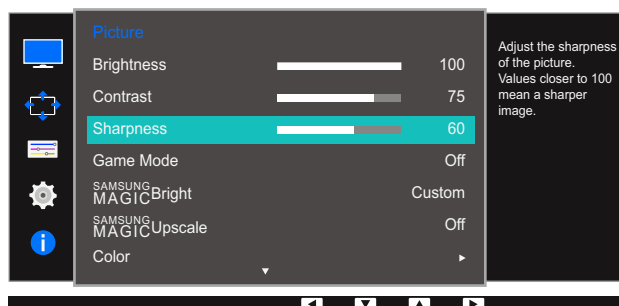 Picture
Brightness 100
Contrast 75
Sharpness 60
Game Mode Off
SAMSUNG
MAGICBright Custom
SAMSUNG
MAGICUpscale Off
Color
Adjust the sharpness
of the picture.
Values closer to 100
mean a sharper
image.